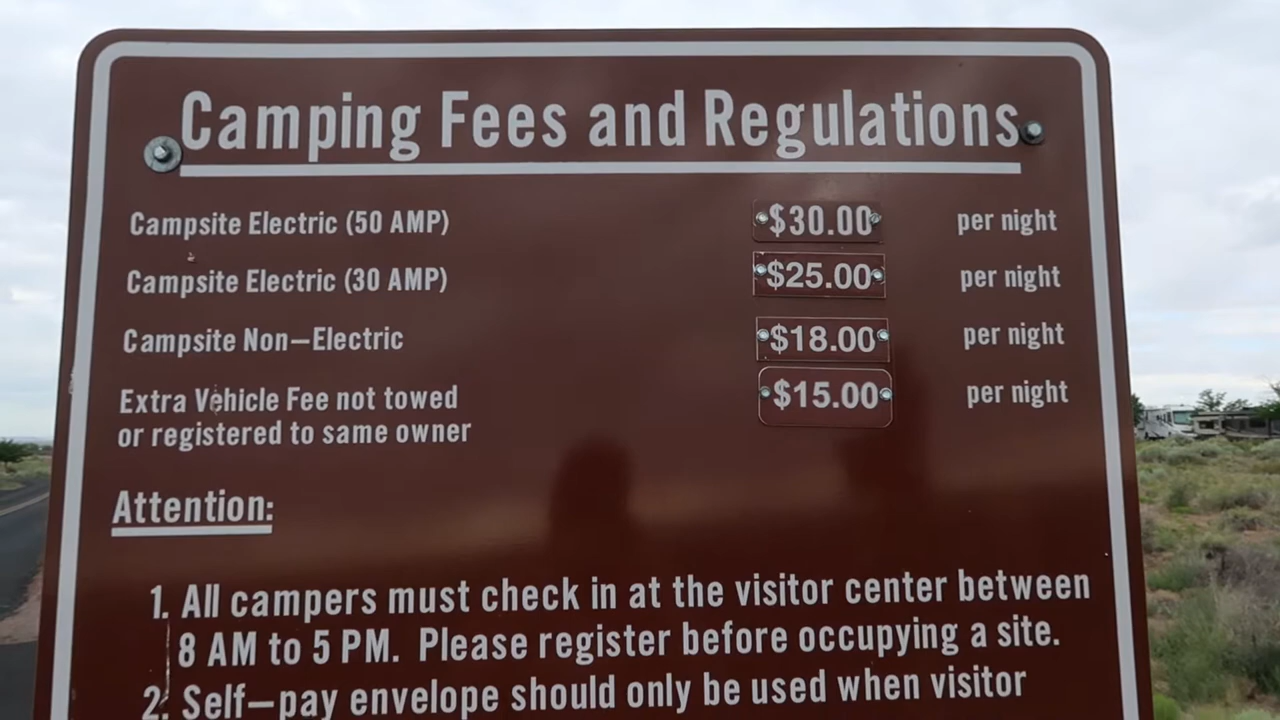 Camping Fees and Regulations
Campsite Electric (50 AMP) $30.00 per night
Campsite Electric (30 AMP) $25.00 per night
Campsite Non–Electric $18.00 per night
Extra Vehicle Fee not towed $15.00 per night
or registered to same owner
Attention:
1. All campers must check in at the visitor center between
8 AM to 5 PM. Please register before occupying a site.
2. Self–pay envelope should only be used when visitor